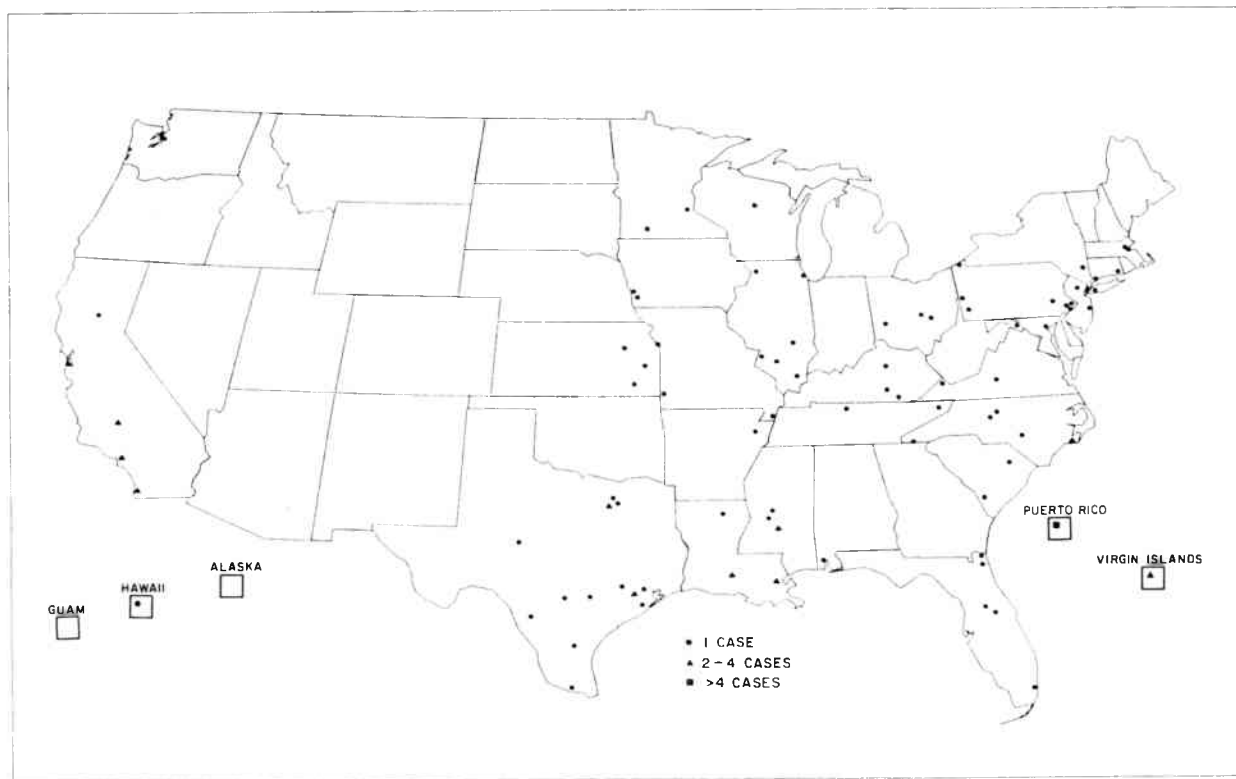 PUERTO RICO
VIRGIN ISLANDS
ALASKA
HAWAII
GUAM
1 CASE
2-4 CASES
>4 CASES